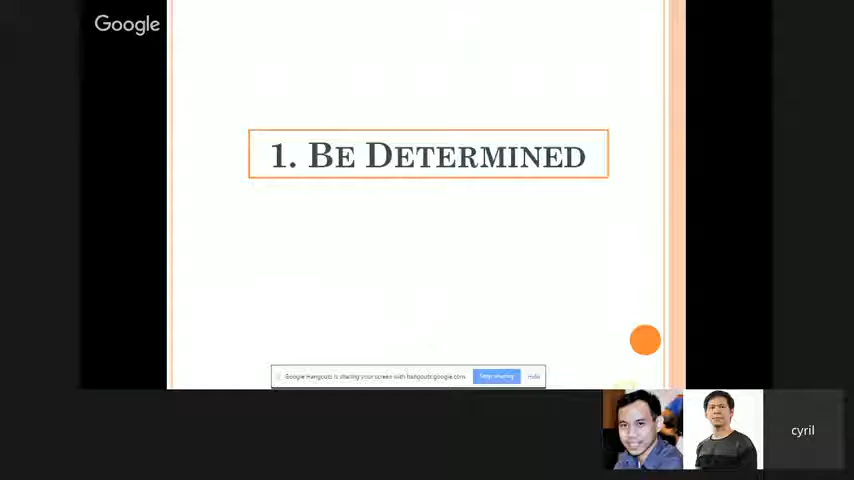 Google
1. BE DETERMINED
Google Hangouts is sharing your screen with hangouts.google.com.
Stop sharing
Hide
cyril